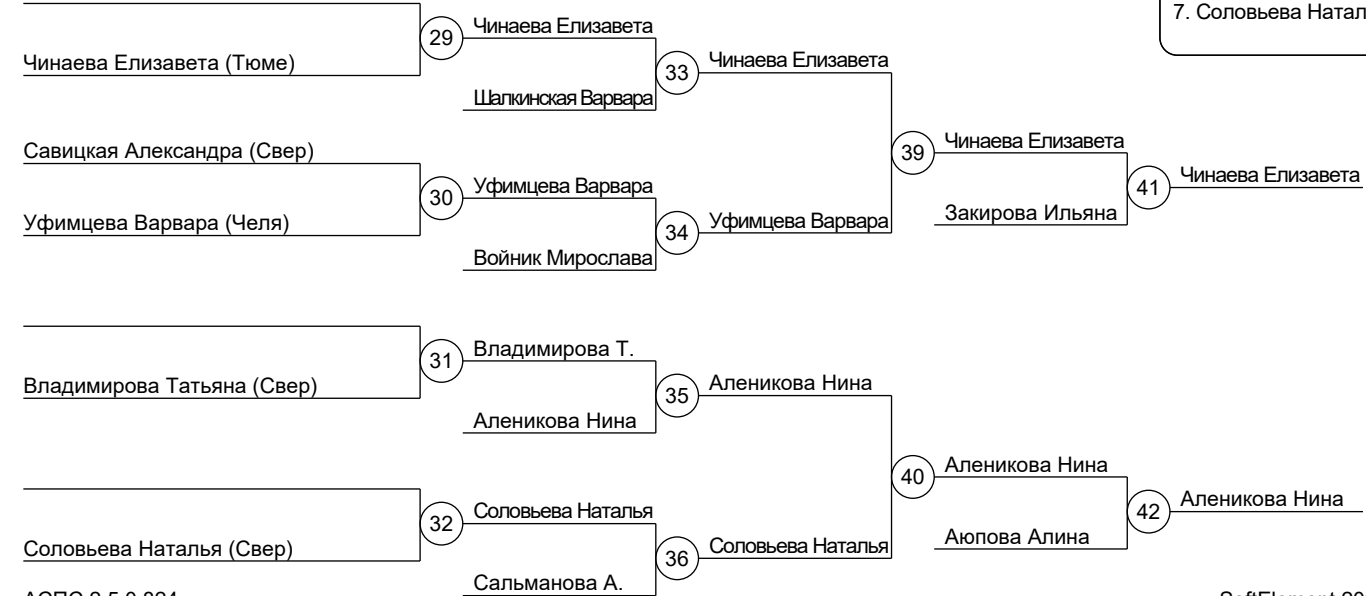 7. Соловьева Натал
Чинаева Елизавета
29
Чинаева Елизавета (Тюме)
Чинаева Елизавета
33
Шалкинская Варвара
Савицкая Александра (Свер)
Чинаева Елизавета
39
Чинаева Елизавета
41
Уфимцева Варвара
30
Уфимцева Варвара (Челя)
Уфимцева Варвара
34
Закирова Ильяна
Войник Мирослава
Владимирова Т.
31
Владимирова Татьяна (Свер)
Аленикова Нина
35
Аленикова Нина
Аленикова Нина
40
Аленикова Нина
42
Соловьева Наталья
32
Соловьева Наталья (Свер)
Соловьева Наталья
36
Аюпова Алина
Сальманова А.